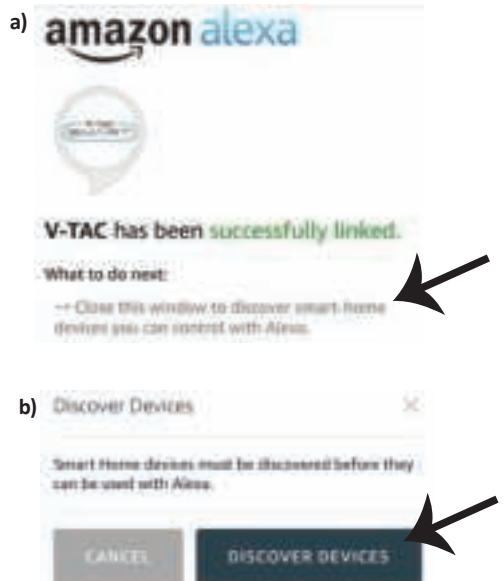 a)
amazon alexa
V-TAC has been successfully linked.
What to do next:
→ Close this window to discover smart home
devices you can control with Alexa.
b) Discover Devices ×
Smart Home devices must be discovered before they
can be used with Alexa.
CANCEL DISCOVER DEVICES